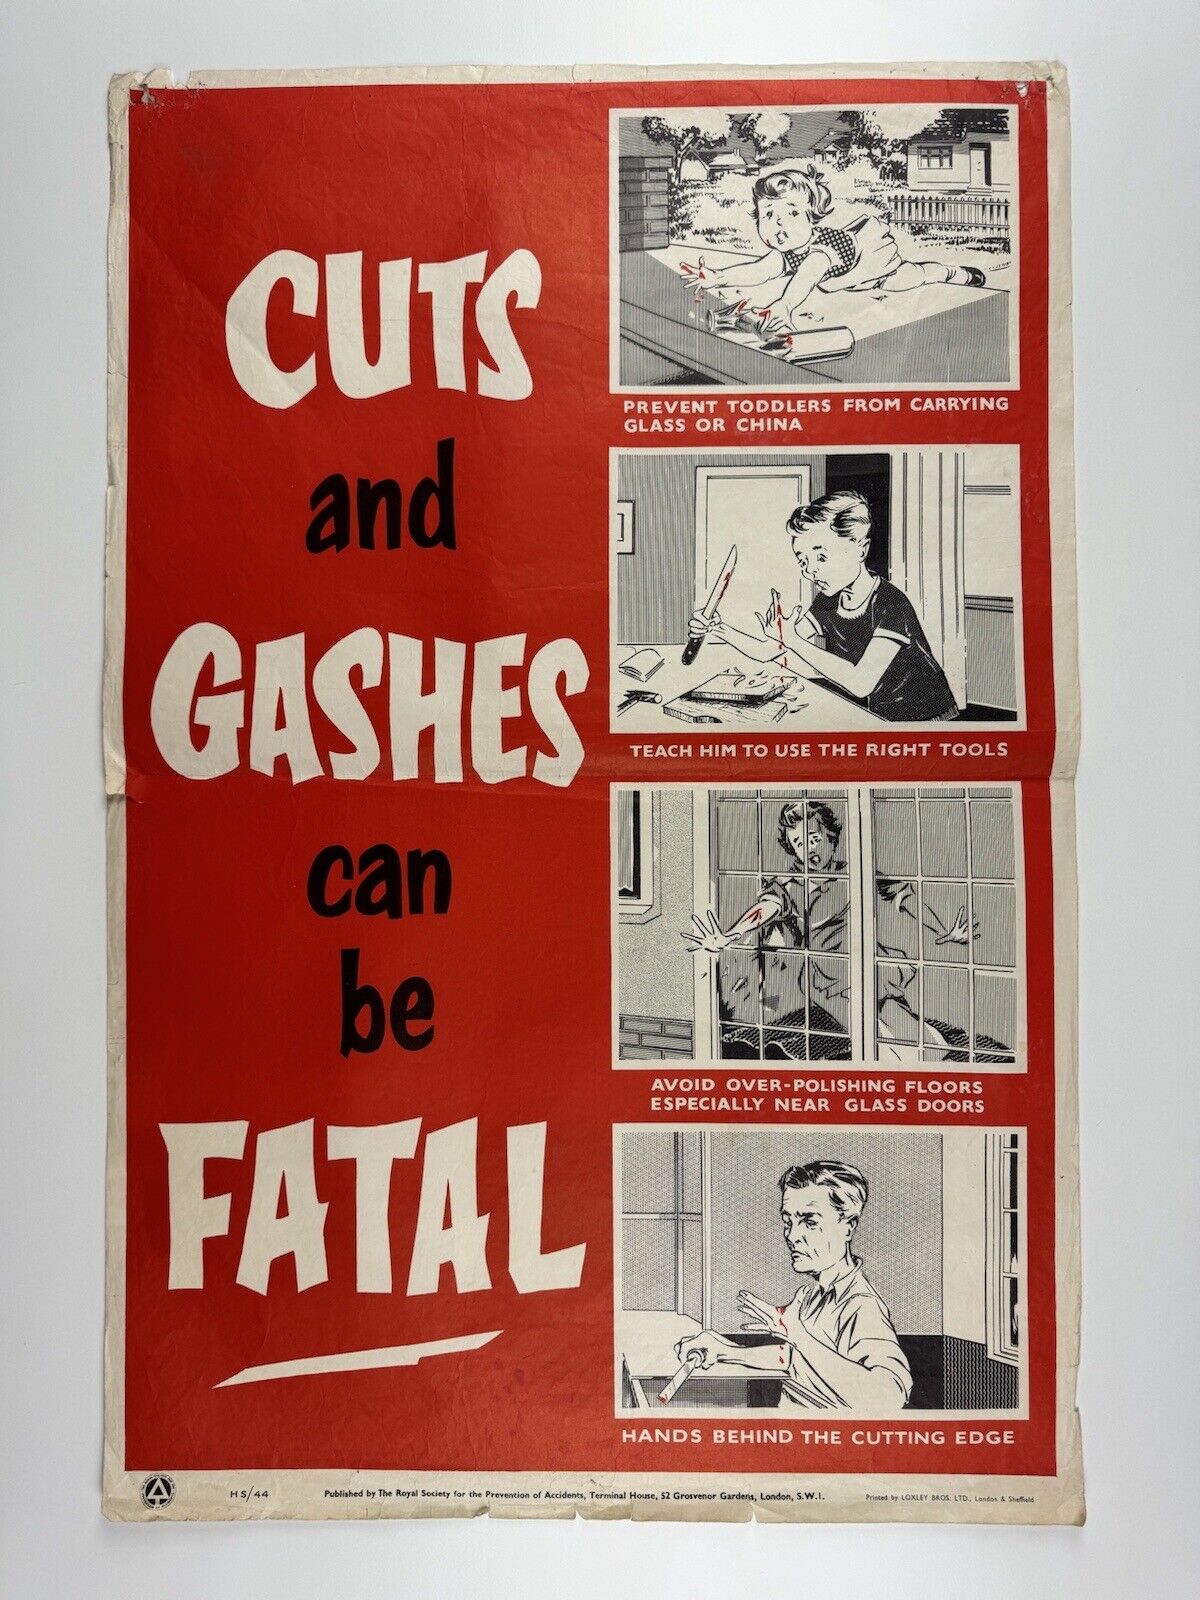 CUTS
and
GASHES
can
be
FATAL
PREVENT TODDLERS FROM CARRYING
GLASS OR CHINA
TEACH HIM TO USE THE RIGHT TOOLS
AVOID OVER-POLISHING FLOORS
ESPECIALLY NEAR GLASS DOORS
HANDS BEHIND THE CUTTING EDGE
HS/44
Published by The Royal Society for the Prevention of Accidents, Terminal House, 52 Grosvenor Gardens, London, S.W.1.
Printed by LOXLEY BROS. LTD., London & Sheffield